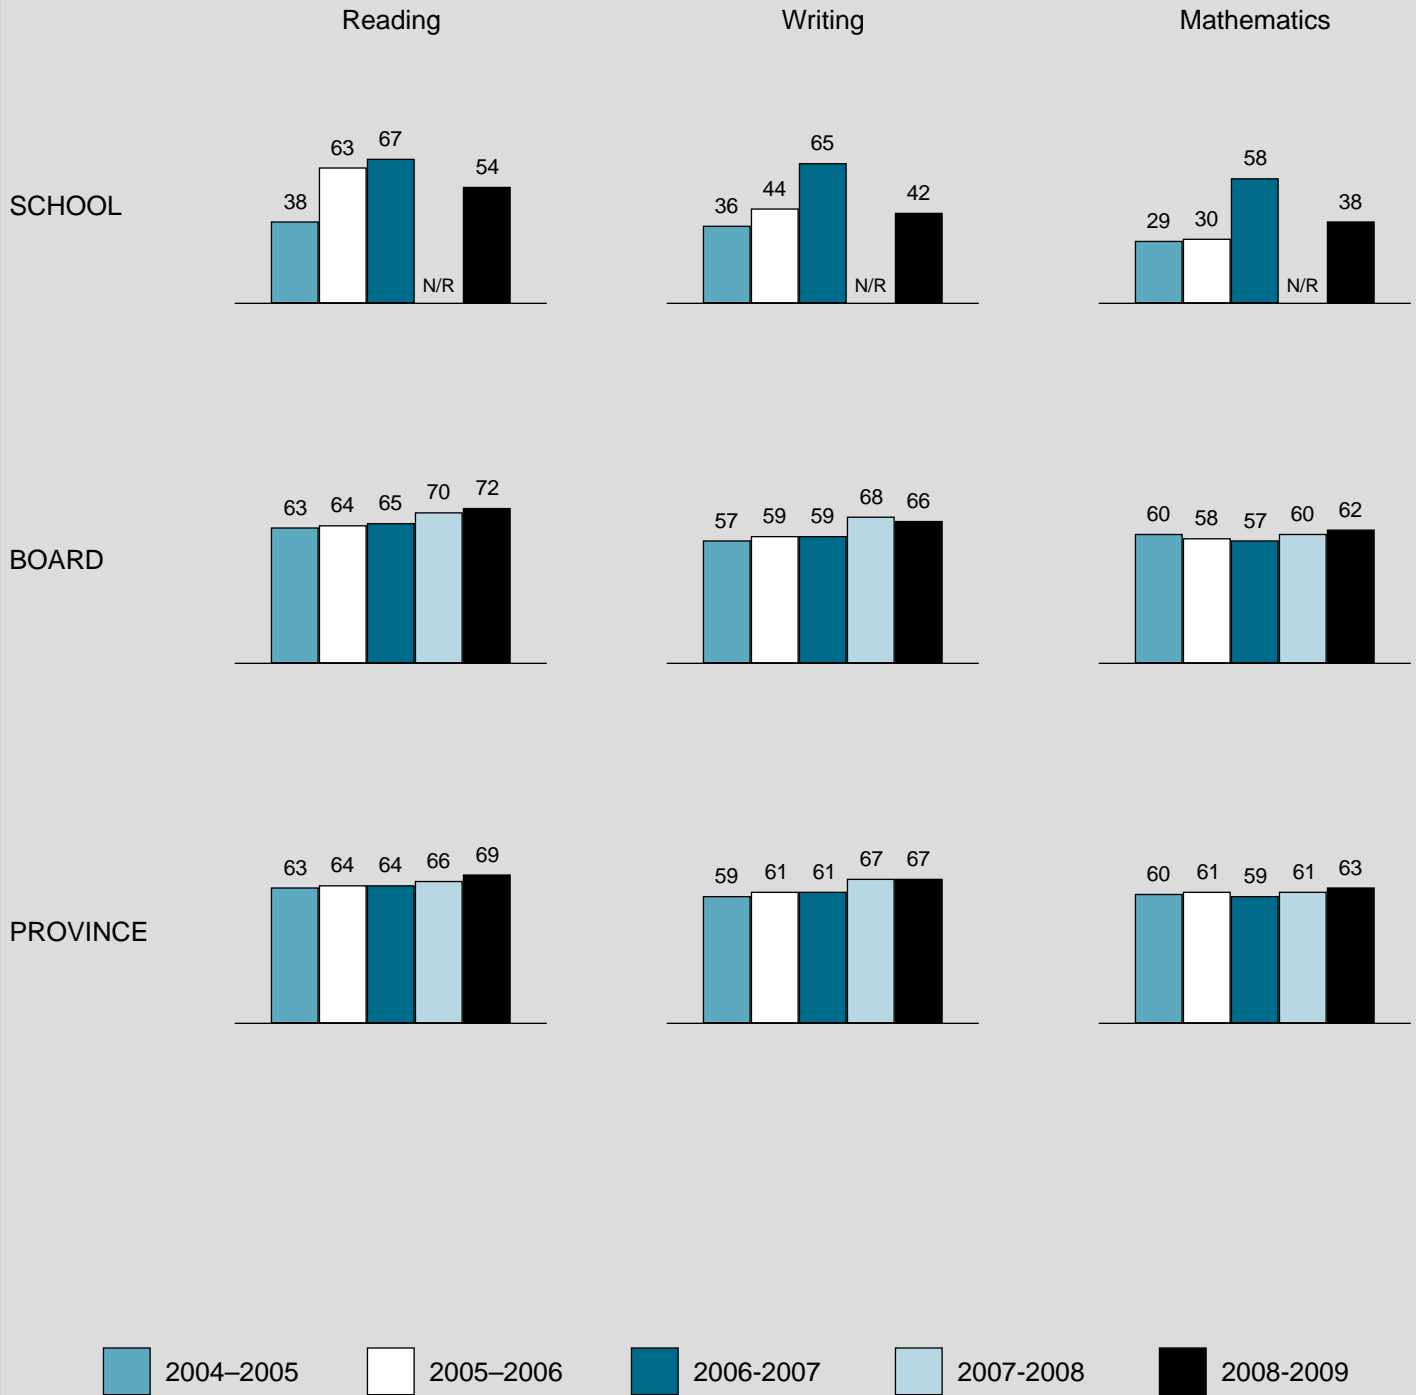 Reading Writing Mathematics
SCHOOL
38 63 67 N/R 54
36 44 65 N/R 42
29 30 58 N/R 38
BOARD
63 64 65 70 72
57 59 59 68 66
60 58 57 60 62
PROVINCE
63 64 64 66 69
59 61 61 67 67
60 61 59 61 63
2004–2005 2005–2006 2006-2007 2007-2008 2008-2009